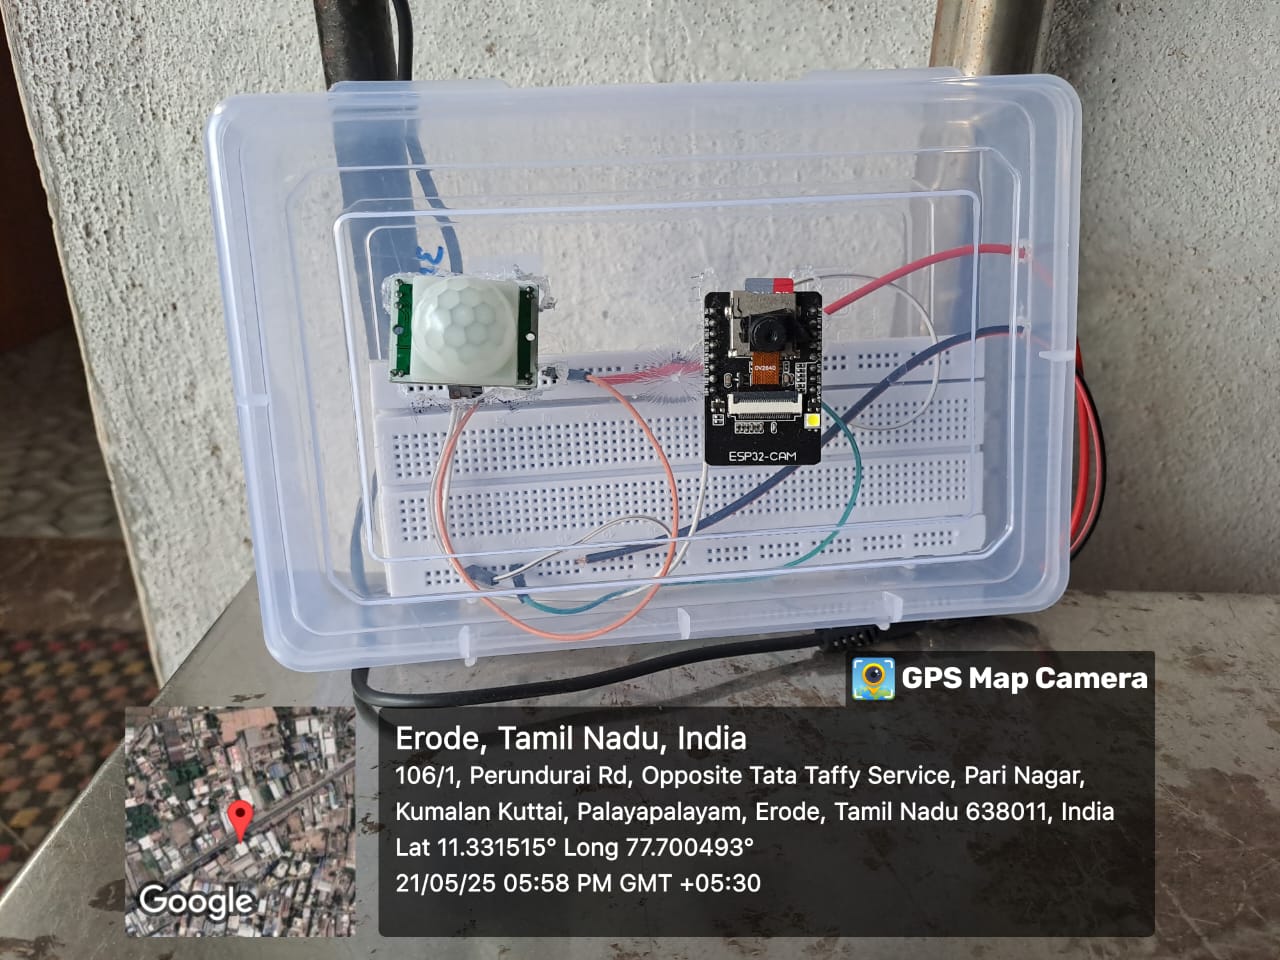 OV2640
ESP32-CAM
GPS Map Camera
Erode, Tamil Nadu, India
106/1, Perundurai Rd, Opposite Tata Taffy Service, Pari Nagar,
Kumalan Kuttai, Palayapalayam, Erode, Tamil Nadu 638011, India
Lat 11.331515° Long 77.700493°
21/05/25 05:58 PM GMT +05:30
Google